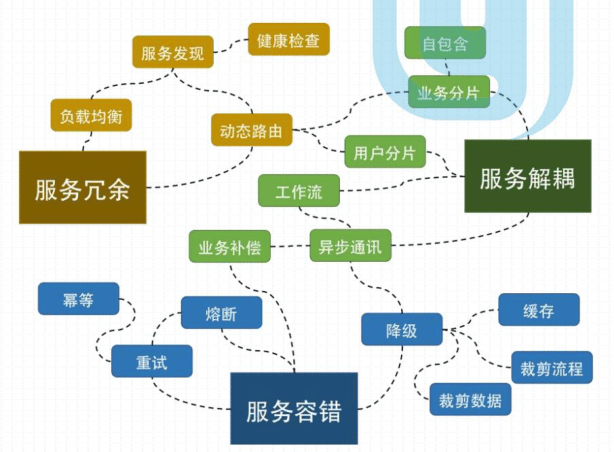 健康检查
自包含
服务发现
业务分片
负载均衡
动态路由
用户分片
服务冗余
工作流
服务解耦
业务补偿
异步通讯
幂等
熔断
缓存
降级
重试
裁剪流程
服务容错
裁剪数据